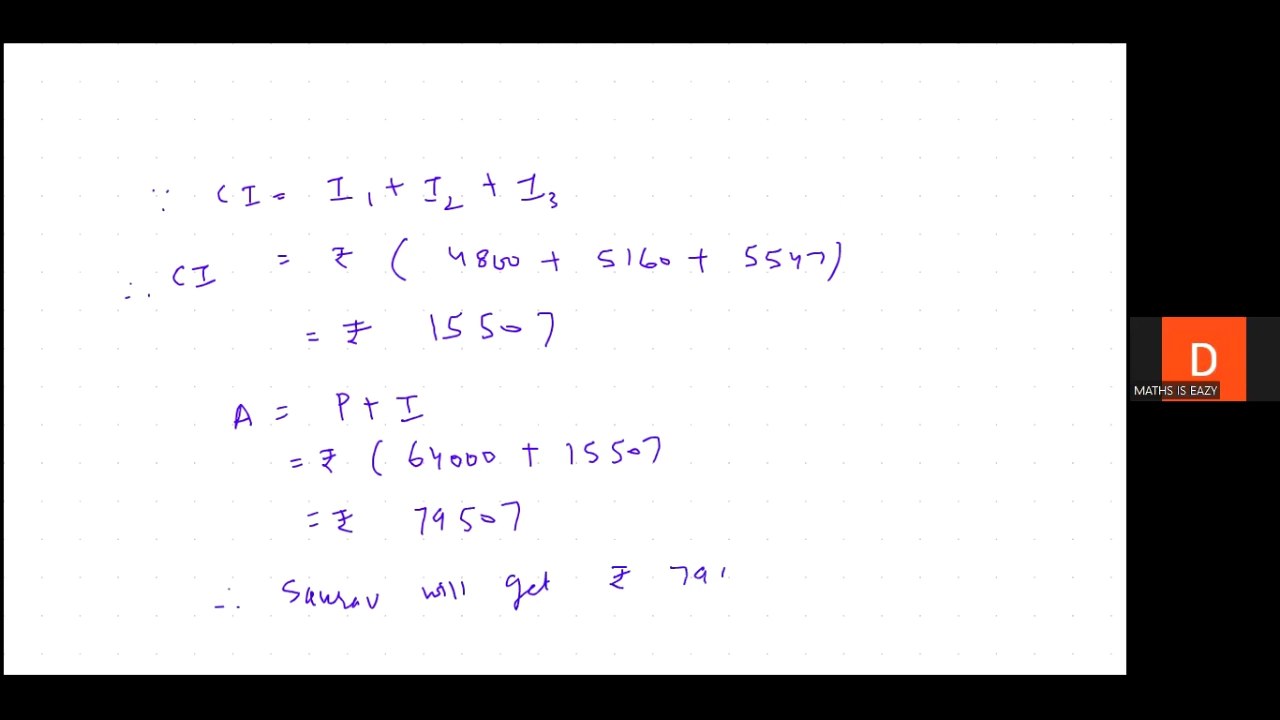 ∵ CI = I₁ + I₂ + I₃
∴ CI = ₹ ( 4800 + 5160 + 5547)
= ₹ 15507
A = P + I
= ₹ ( 64000 + 15507
= ₹ 79507
∴ Saurav will get ₹ 79
D
MATHS IS EAZY